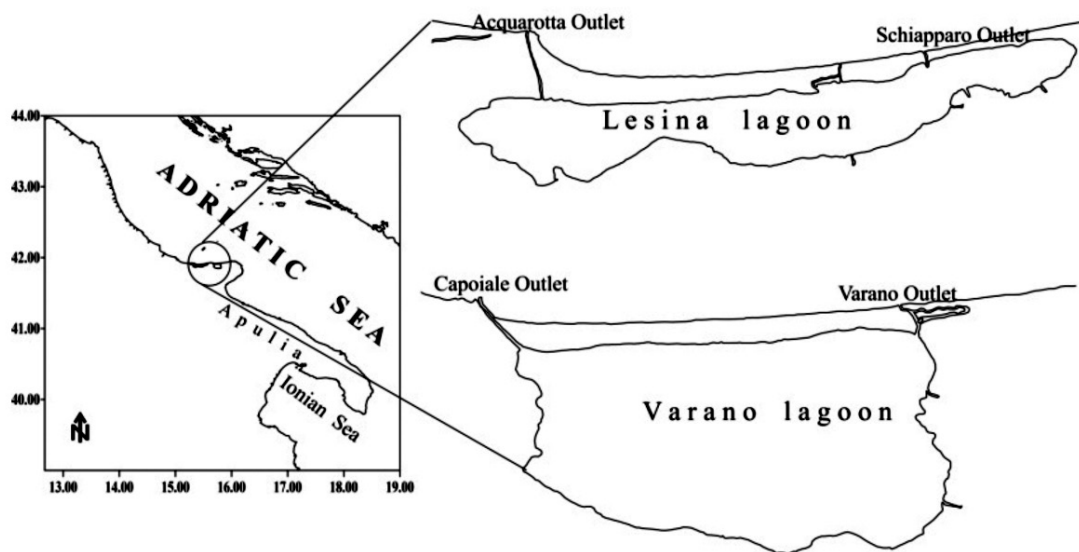 Acquarotta Outlet
Schiapparo Outlet
Lesina lagoon
44.00
43.00
42.00
41.00
40.00
ADRIATIC SEA
Apulia
Ionian Sea
N
13.00 14.00 15.00 16.00 17.00 18.00 19.00
Capoiale Outlet
Varano Outlet
Varano lagoon